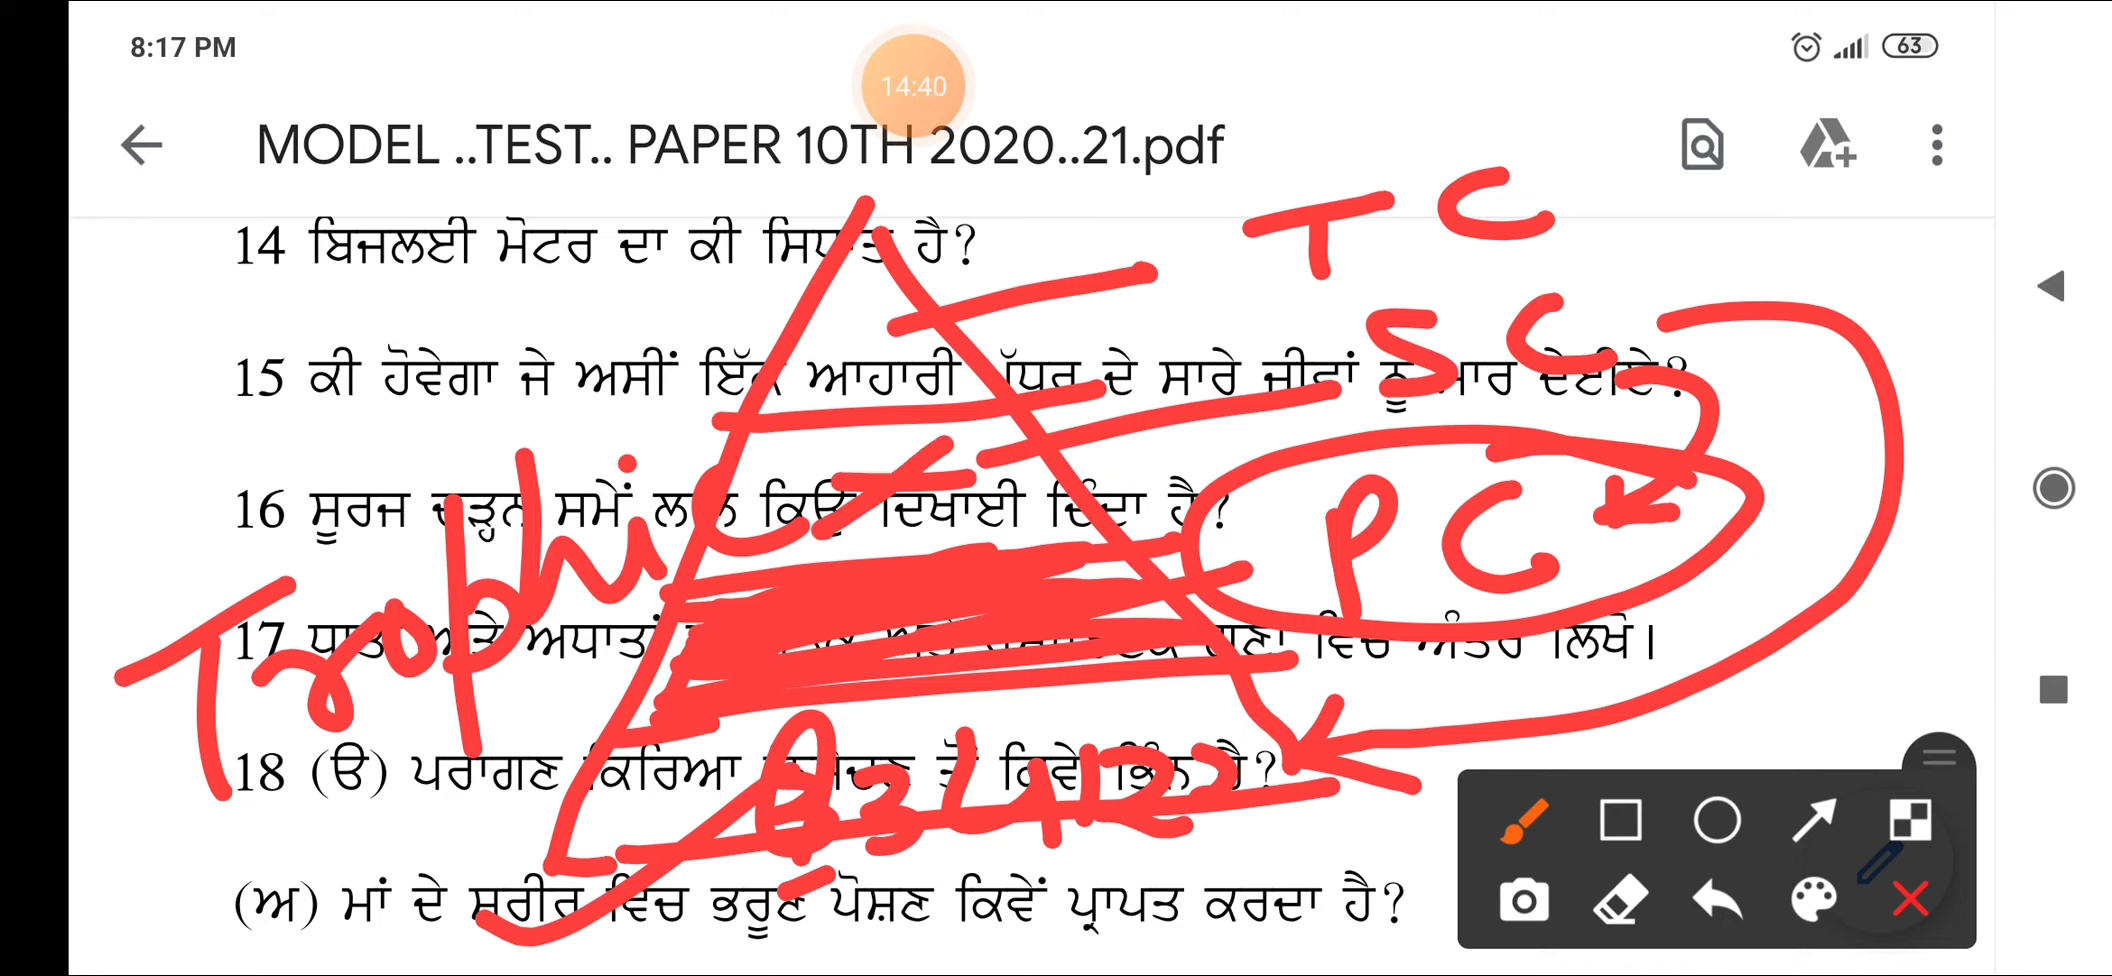 8:17 PM
14:40
63
MODEL ..TEST.. PAPER 10TH 2020..21.pdf
T C
14 ਬਿਜਲਈ ਮੋਟਰ ਦਾ ਕੀ ਹੈ?
S C
15 ਕੀ ਹੋਵੇਗਾ ਜੇ ਅਸੀਂ ਇੱਕ ਆਹਾਰੀ ਪੱਧਰ ਦੇ ਸਾਰੇ ਜੀਵਾਂ ਨੂੰ ਮਾਰ ਦੇਈਏ?
Trophic
P C
16 ਸੂਰਜ ਚੜ੍ਹਨ ਸਮੇਂ ਲਾਲ ਕਿਉਂ ਦਿਖਾਈ ਦਿੰਦਾ ਹੈ?
17 ਅਤੇ ਅਧਾਤਾਂ ਵਿਚ ਅੰਤਰ ਲਿਖੋ।
18 (ੳ) ਪਰਾਗਣ ਕਿਰਿਆ ਤੋਂ ਕਿਵੇਂ ਭਿੰਨ ਹੈ?
(ਅ) ਮਾਂ ਦੇ ਸ਼ਰੀਰ ਵਿਚ ਭਰੂਣ ਪੋਸ਼ਣ ਕਿਵੇਂ ਪ੍ਰਾਪਤ ਕਰਦਾ ਹੈ?